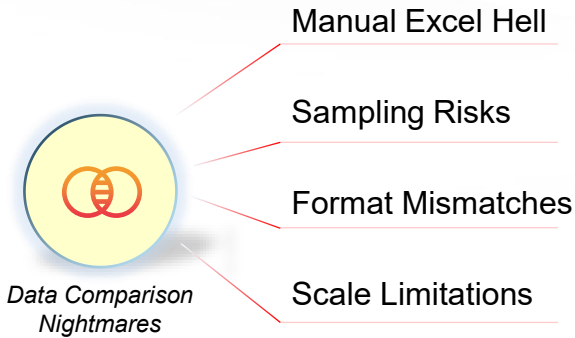 Manual Excel Hell
Sampling Risks
Format Mismatches
Scale Limitations
Data Comparison
Nightmares